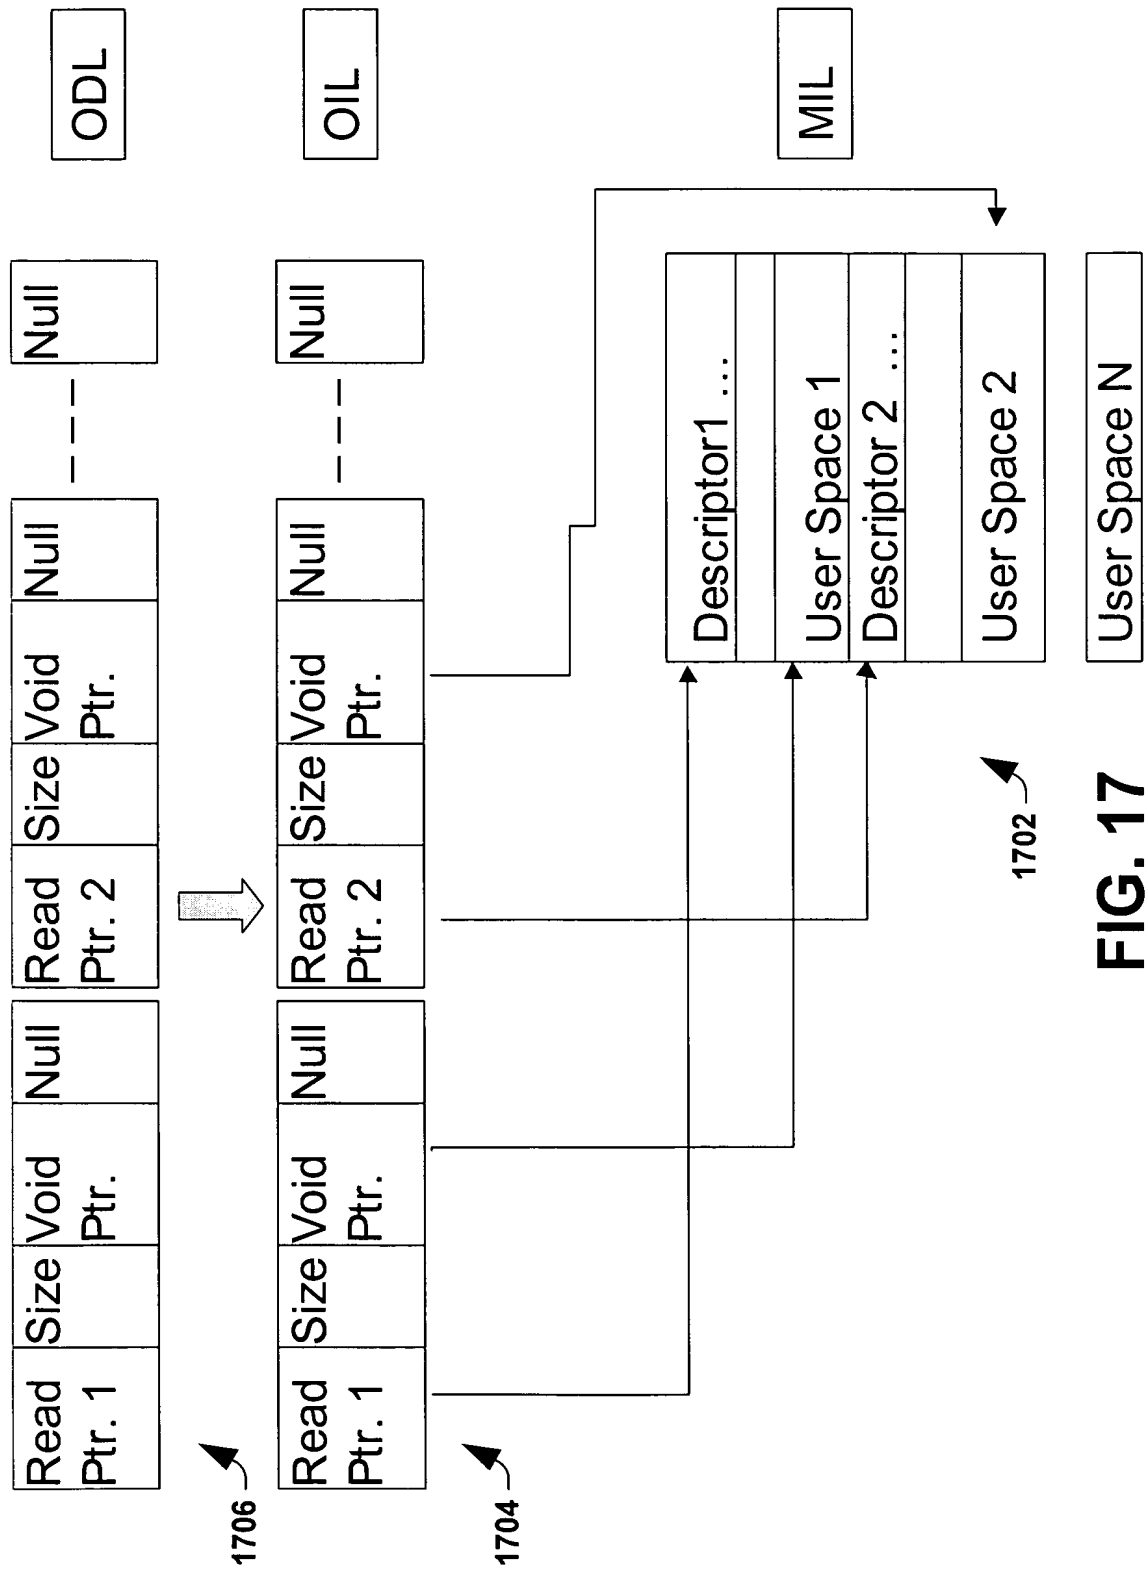 Read
Ptr. 1
Size
Void
Ptr.
Null
Read
Ptr. 2
Size
Void
Ptr.
Null
Null
ODL
1706
Read
Ptr. 1
Size
Void
Ptr.
Null
Read
Ptr. 2
Size
Void
Ptr.
Null
Null
OIL
1704
Descriptor1 ...
User Space 1
Descriptor 2 ...
User Space 2
User Space N
MIL
1702
FIG. 17